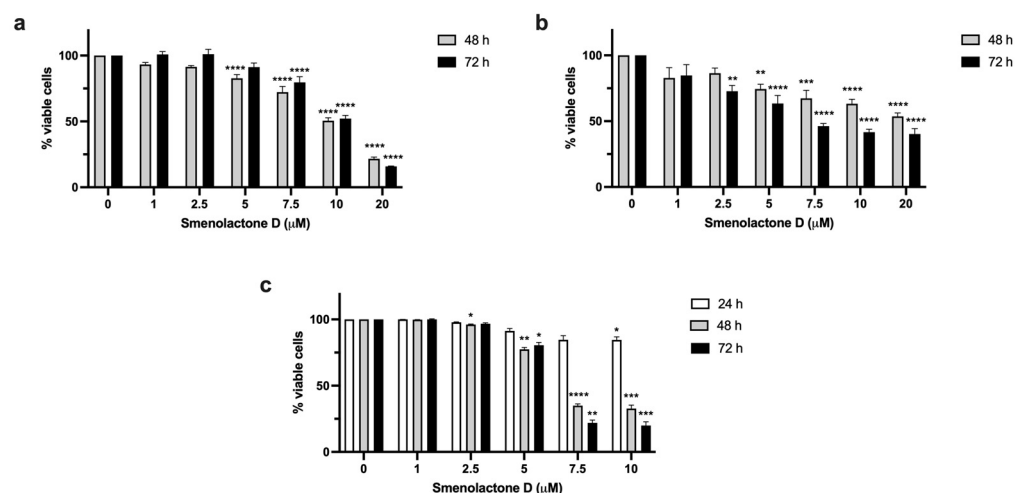 a
48 h
72 h
% viable cells
100
50
0
**** **** **** **** **** **** ****
0 1 2.5 5 7.5 10 20
Smenolactone D (μM)
b
48 h
72 h
% viable cells
100
50
0
** ** **** *** **** **** **** **** ****
0 1 2.5 5 7.5 10 20
Smenolactone D (μM)
c
24 h
48 h
72 h
% viable cells
100
50
0
* ** * **** ** * *** ***
0 1 2.5 5 7.5 10
Smenolactone D (μM)